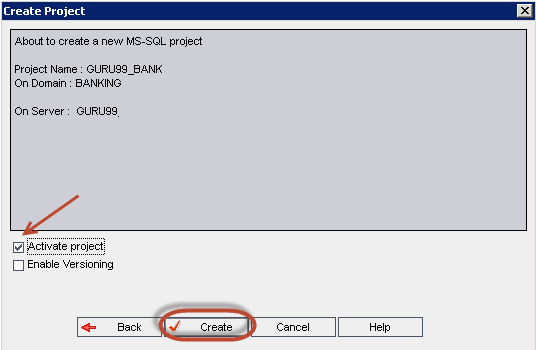 Create Project
About to create a new MS-SQL project
Project Name : GURU99_BANK
On Domain : BANKING
On Server : GURU99
Activate project
Enable Versioning
Back Create Cancel Help